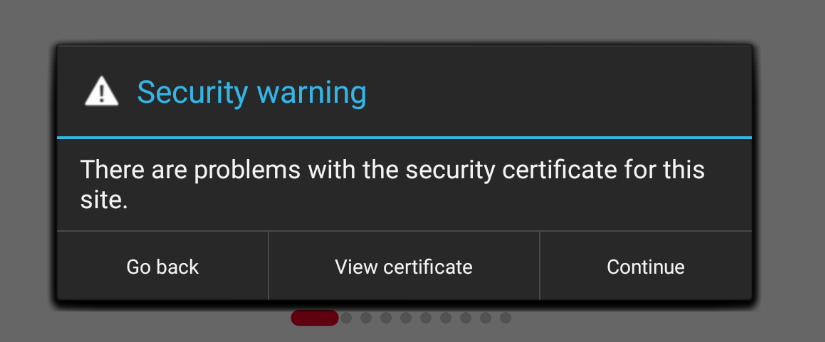 Security warning
There are problems with the security certificate for this
site.
Go back
View certificate
Continue